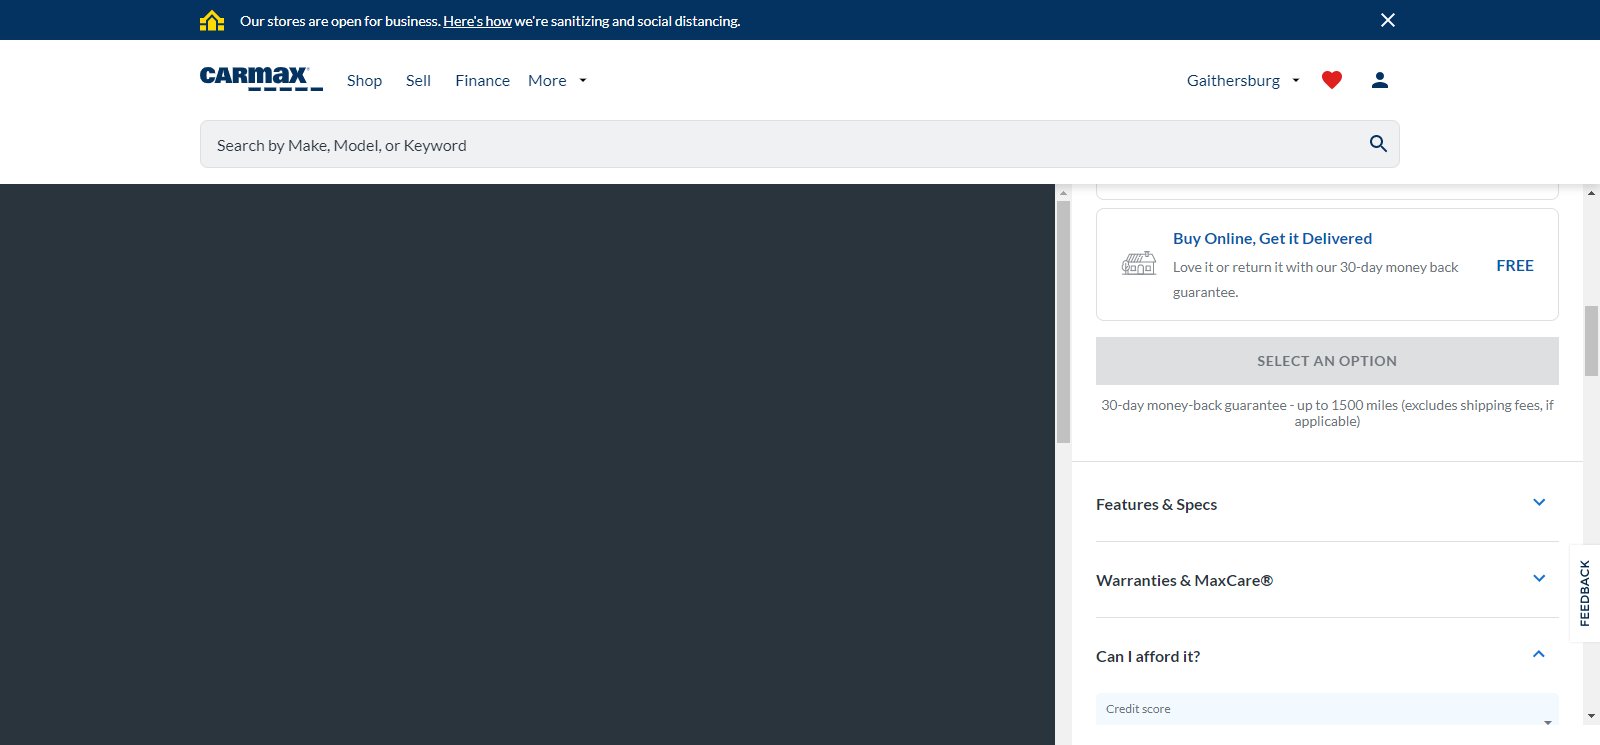 Our stores are open for business. Here's how we're sanitizing and social distancing.
CARMAX
Shop
Sell
Finance
More
Gaithersburg
Search by Make, Model, or Keyword
Buy Online, Get it Delivered
Love it or return it with our 30-day money back
guarantee.
FREE
SELECT AN OPTION
30-day money-back guarantee - up to 1500 miles (excludes shipping fees, if
applicable)
Features & Specs
Warranties & MaxCare®
FEEDBACK
Can I afford it?
Credit score